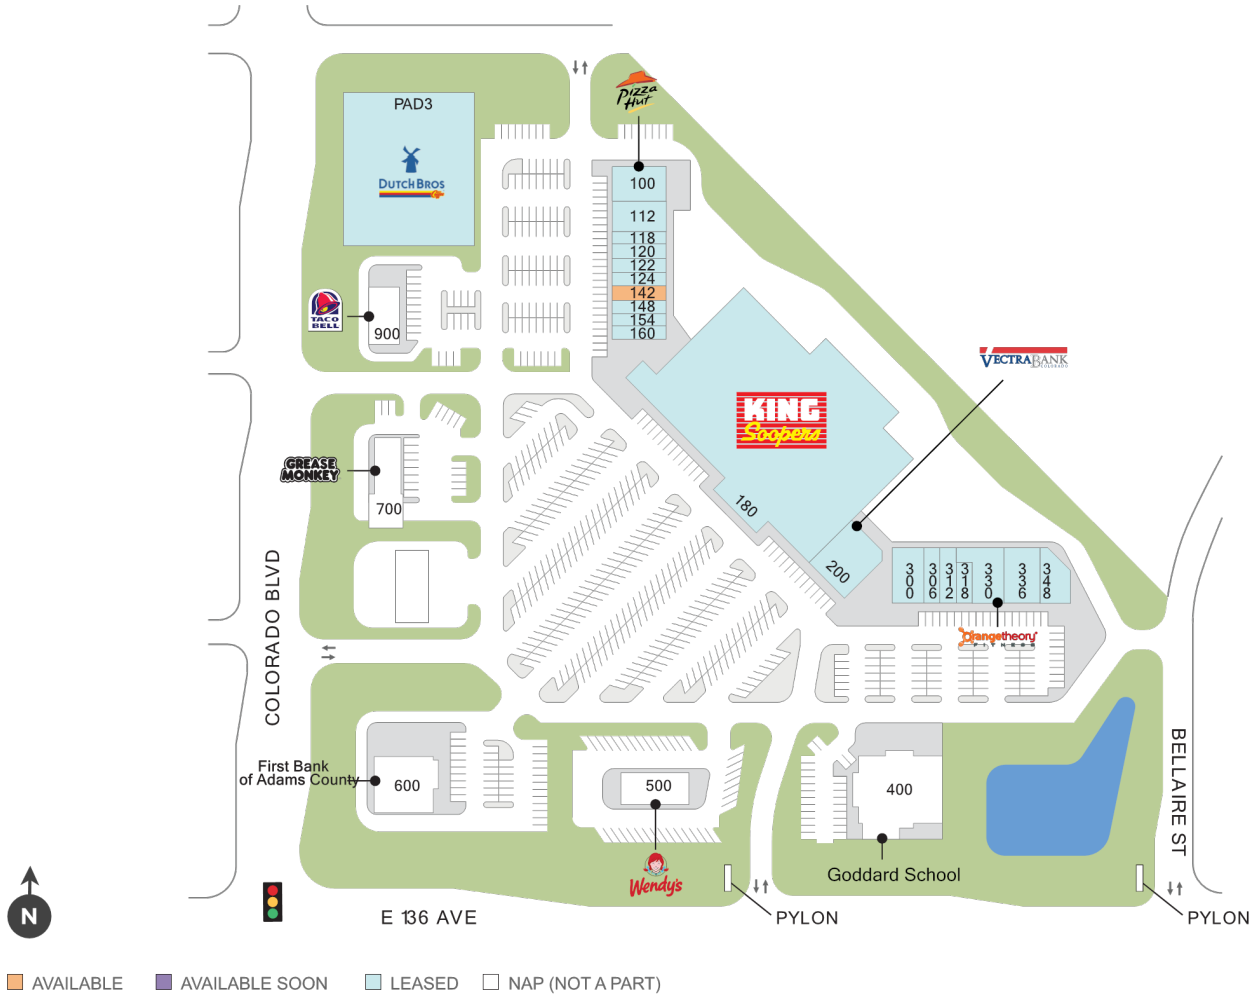 Pizza
Hut
PAD3
DUTCH BROS
100
112
118
120
122
124
142
148
154
160
TACO
BELL
900
VECTRABANK
COLORADO
KING
Soopers
GREASE
MONKEY
700
180
200
300
306
312
318
330
336
348
orangetheory
FITNESS
COLORADO BLVD
First Bank
of Adams County
600
500
400
BELLAIRE ST
Wendy's
Goddard School
N
E 136 AVE
PYLON
PYLON
AVAILABLE
AVAILABLE SOON
LEASED
NAP (NOT A PART)